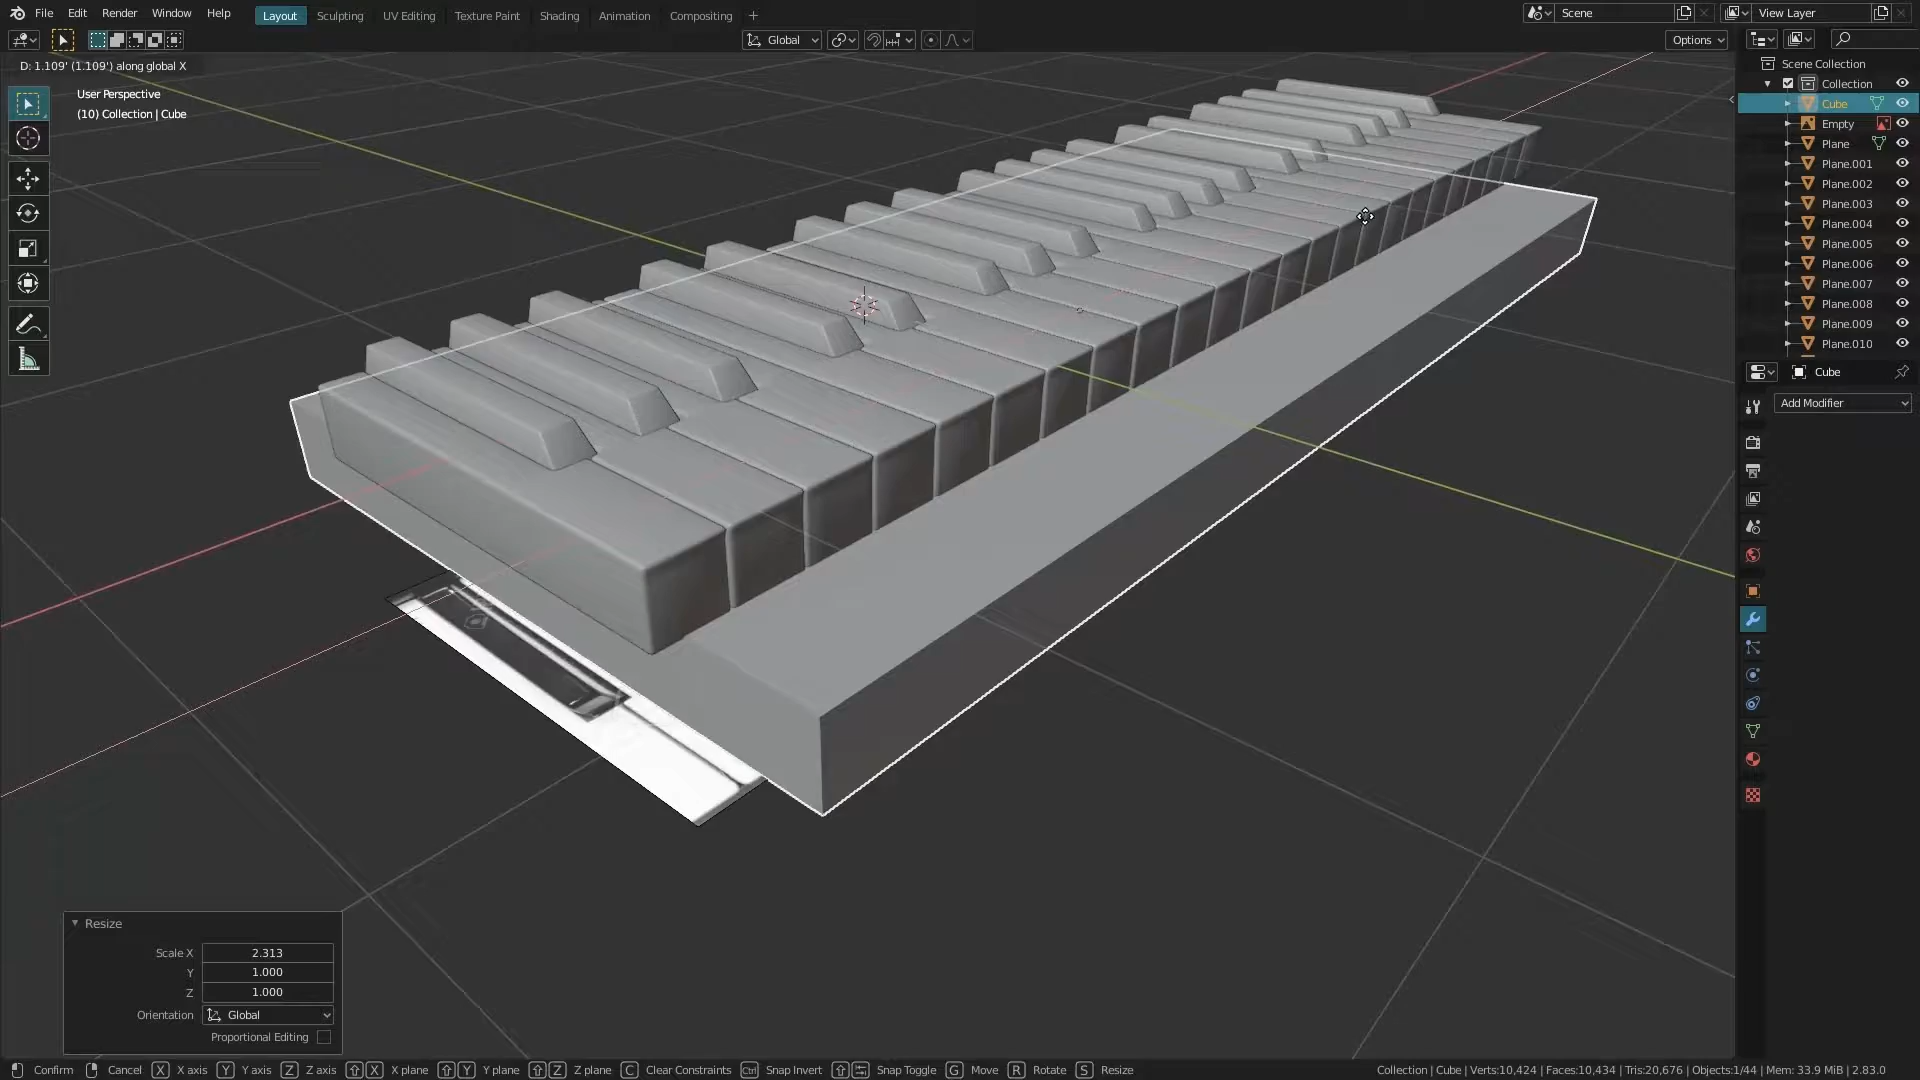 File Edit Render Window Help Layout Sculpting UV Editing Texture Paint Shading Animation Compositing + Scene View Layer
Global Options
D: 1.109' (1.109') along global X
User Perspective
(10) Collection | Cube
Scene Collection
Collection
Cube
Empty
Plane
Plane.001
Plane.002
Plane.003
Plane.004
Plane.005
Plane.006
Plane.007
Plane.008
Plane.009
Plane.010
Cube
Add Modifier
Resize
Scale X 2.313
Y 1.000
Z 1.000
Orientation Global
Proportional Editing
Confirm Cancel X X axis Y Y axis Z Z axis X X plane Y Y plane Z Z plane C Clear Constraints Ctrl Snap Invert Snap Toggle G Move R Rotate S Resize Collection | Cube | Verts:10,424 | Faces:10,434 | Tris:20,676 | Objects:1/44 | Mem: 33.9 MiB | 2.83.0